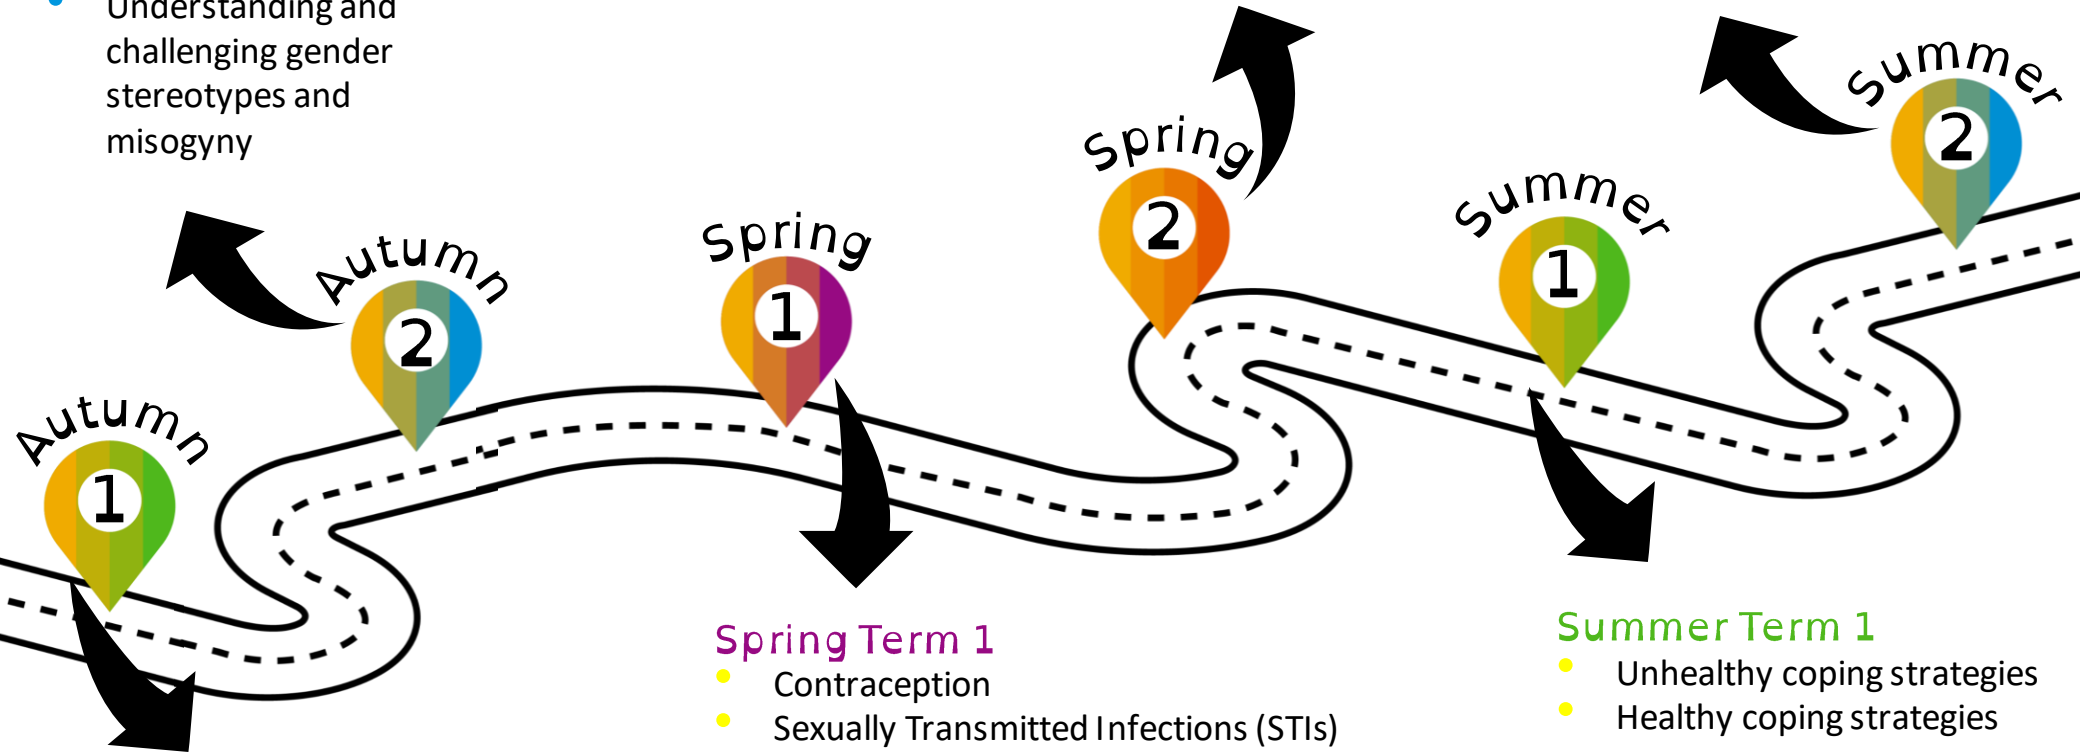 Understanding and
challenging gender
stereotypes and
misogyny
Autumn
1
Autumn
2
Spring
1
Spring
2
Summer
1
Summer
2
Spring Term 1
Contraception
Sexually Transmitted Infections (STIs)
Summer Term 1
Unhealthy coping strategies
Healthy coping strategies